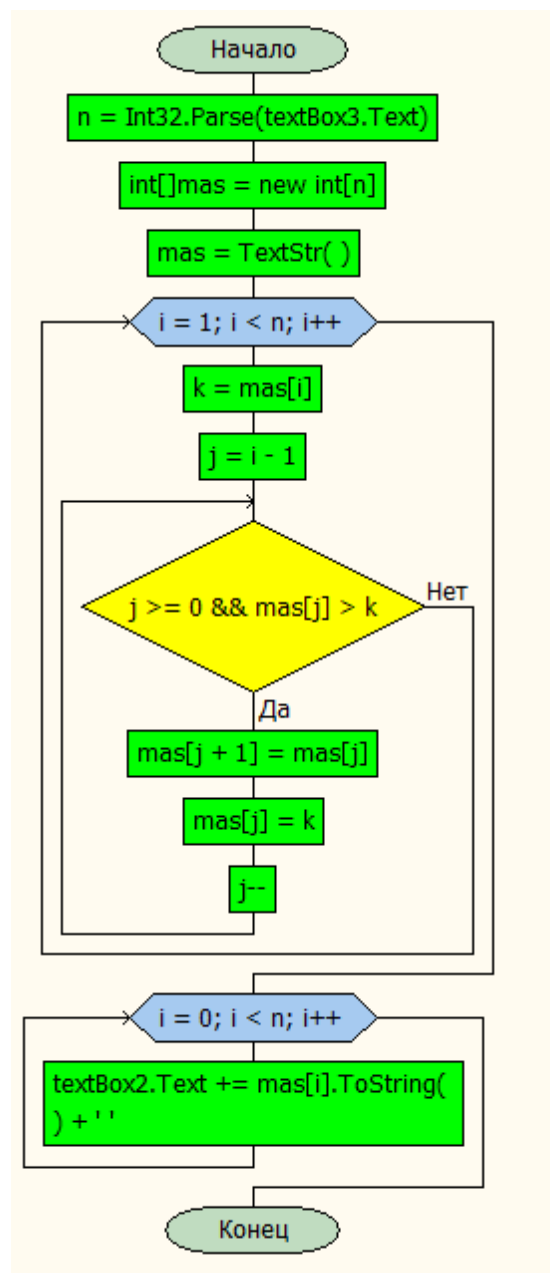 Начало
n = Int32.Parse(textBox3.Text)
int[]mas = new int[n]
mas = TextStr( )
i = 1; i < n; i++
k = mas[i]
j = i - 1
j >= 0 && mas[j] > k
Нет
Да
mas[j + 1] = mas[j]
mas[j] = k
j--
i = 0; i < n; i++
textBox2.Text += mas[i].ToString(
) + ' '
Конец